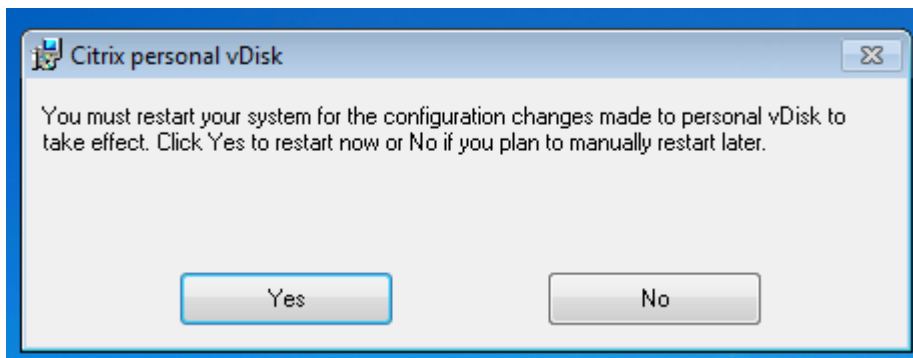 Citrix personal vDisk
You must restart your system for the configuration changes made to personal vDisk to
take effect. Click Yes to restart now or No if you plan to manually restart later.
Yes
No